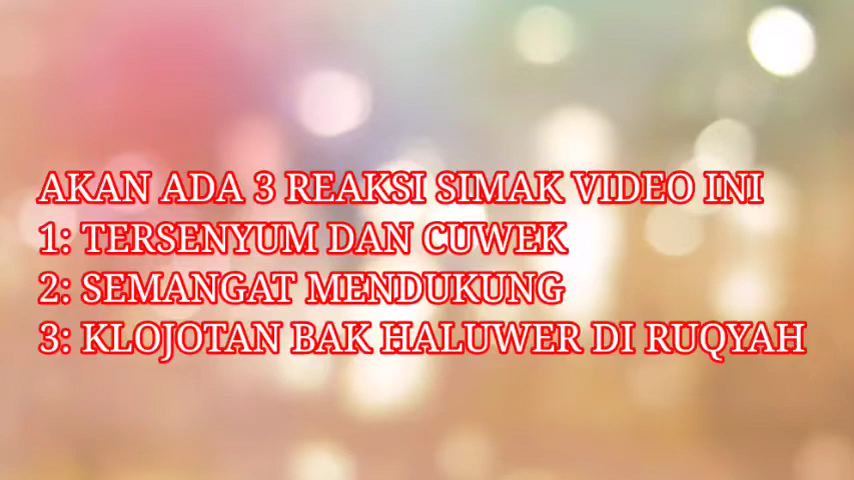 AKAN ADA 3 REAKSI SIMAK VIDEO INI
1: TERSENYUM DAN CUWEK
2: SEMANGAT MENDUKUNG
3: KLOJOTAN BAK HALUWER DI RUQYAH